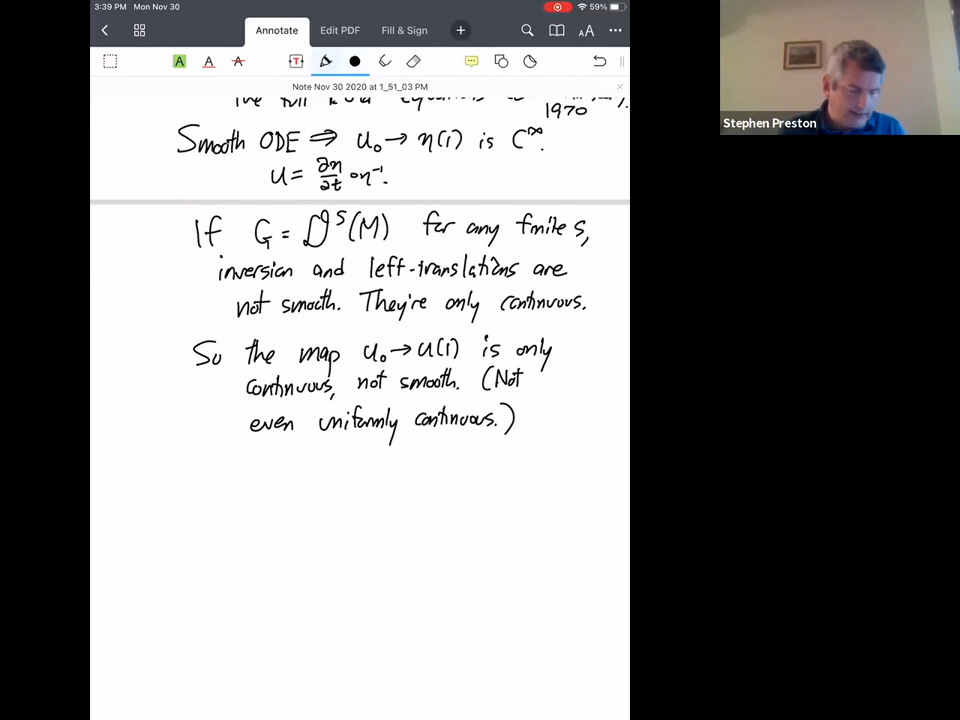 3:39 PM Mon Nov 30
59%
Annotate
Edit PDF
Fill & Sign
Note Nov 30 2020 at 1_51_03 PM
1970
Smooth ODE ⇒ u₀ → η(1) is C^∞.
u = ∂η/∂t ∘ η⁻¹.
If G = 𝒟^s(M) for any finite s,
inversion and left-translations are
not smooth. They're only continuous.
So the map u₀ → u(1) is only
continuous, not smooth. (Not
even uniformly continuous.)
Stephen Preston